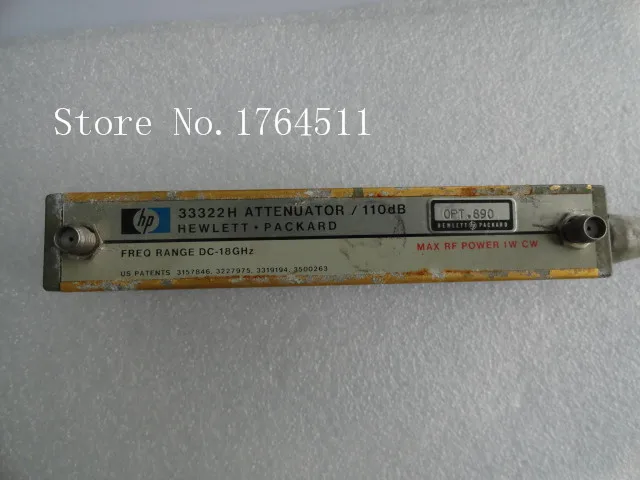 Store No.1764511
hp
33322H ATTENUATOR / 110dB
HEWLETT • PACKARD
OPT. 890
HEWLETT hp PACKARD
FREQ RANGE DC-18GHz
MAX RF POWER 1W CW
US PATENTS 3157846, 3227975, 3319194, 3500263